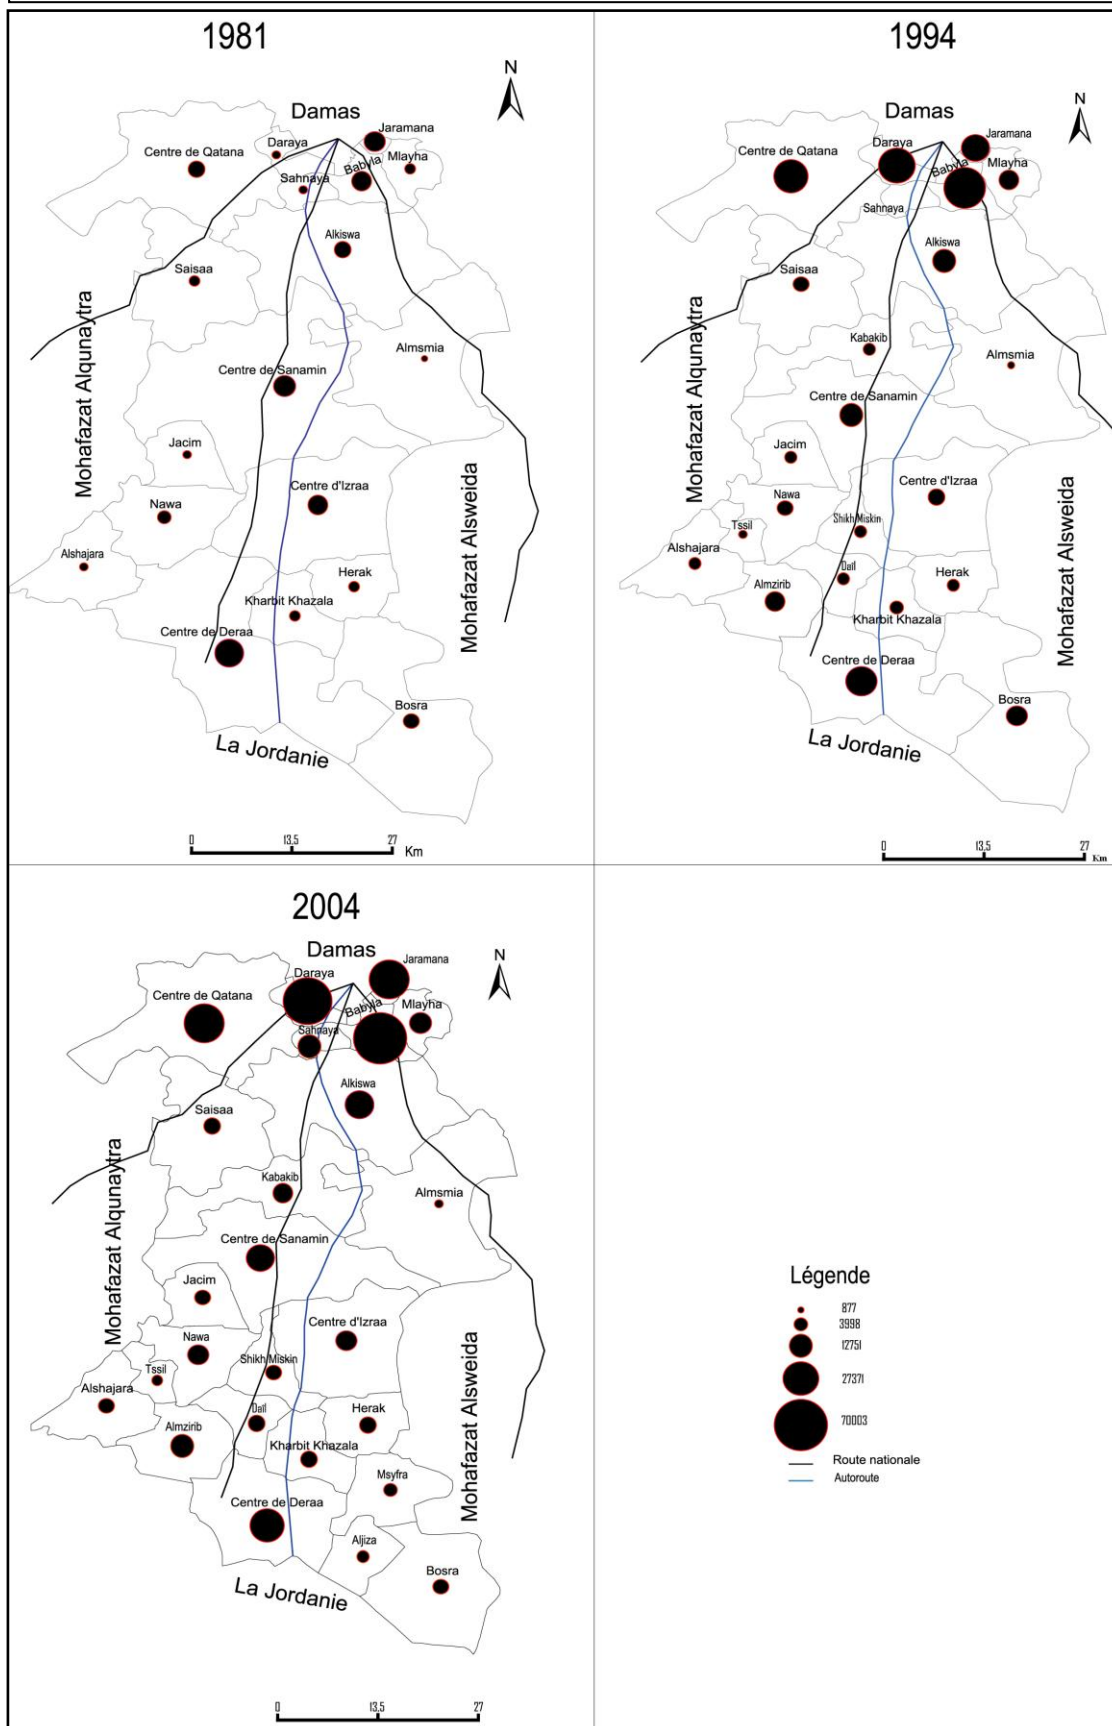 1981
N
Damas
Jaramana
Daraya
Centre de Qatana
Mlayha
Babyla
Sahnaya
Alkiswa
Saisaa
Mohafazat Alqunaytra
Almsmia
Centre de Sanamin
Jacim
Mohafazat Alsweida
Centre d'Izraa
Nawa
Alshajara
Herak
Kharbit Khazala
Centre de Deraa
Bosra
La Jordanie
0 13.5 27
Km
1994
N
Damas
Jaramana
Daraya
Centre de Qatana
Mlayha
Babyla
Sahnaya
Alkiswa
Saisaa
Mohafazat Alqunaytra
Kabakib
Almsmia
Centre de Sanamin
Jacim
Mohafazat Alsweida
Centre d'Izraa
Nawa
Shikh Miskin
Tssil
Alshajara
Dail
Almzirib
Herak
Kharbit Khazala
Centre de Deraa
Bosra
La Jordanie
0 13.5 27
Km
2004
Damas
N
Jaramana
Daraya
Centre de Qatana
Mlayha
Babyla
Sahnaya
Alkiswa
Saisaa
Mohafazat Alqunaytra
Kabakib
Almsmia
Centre de Sanamin
Jacim
Mohafazat Alsweida
Centre d'Izraa
Nawa
Shikh Miskin
Tssil
Alshajara
Dail
Herak
Almzirib
Kharbit Khazala
Msyfra
Centre de Deraa
Aljiza
Bosra
La Jordanie
0 13.5 27
Légende
877
3998
12751
27371
70003
Route nationale
Autoroute